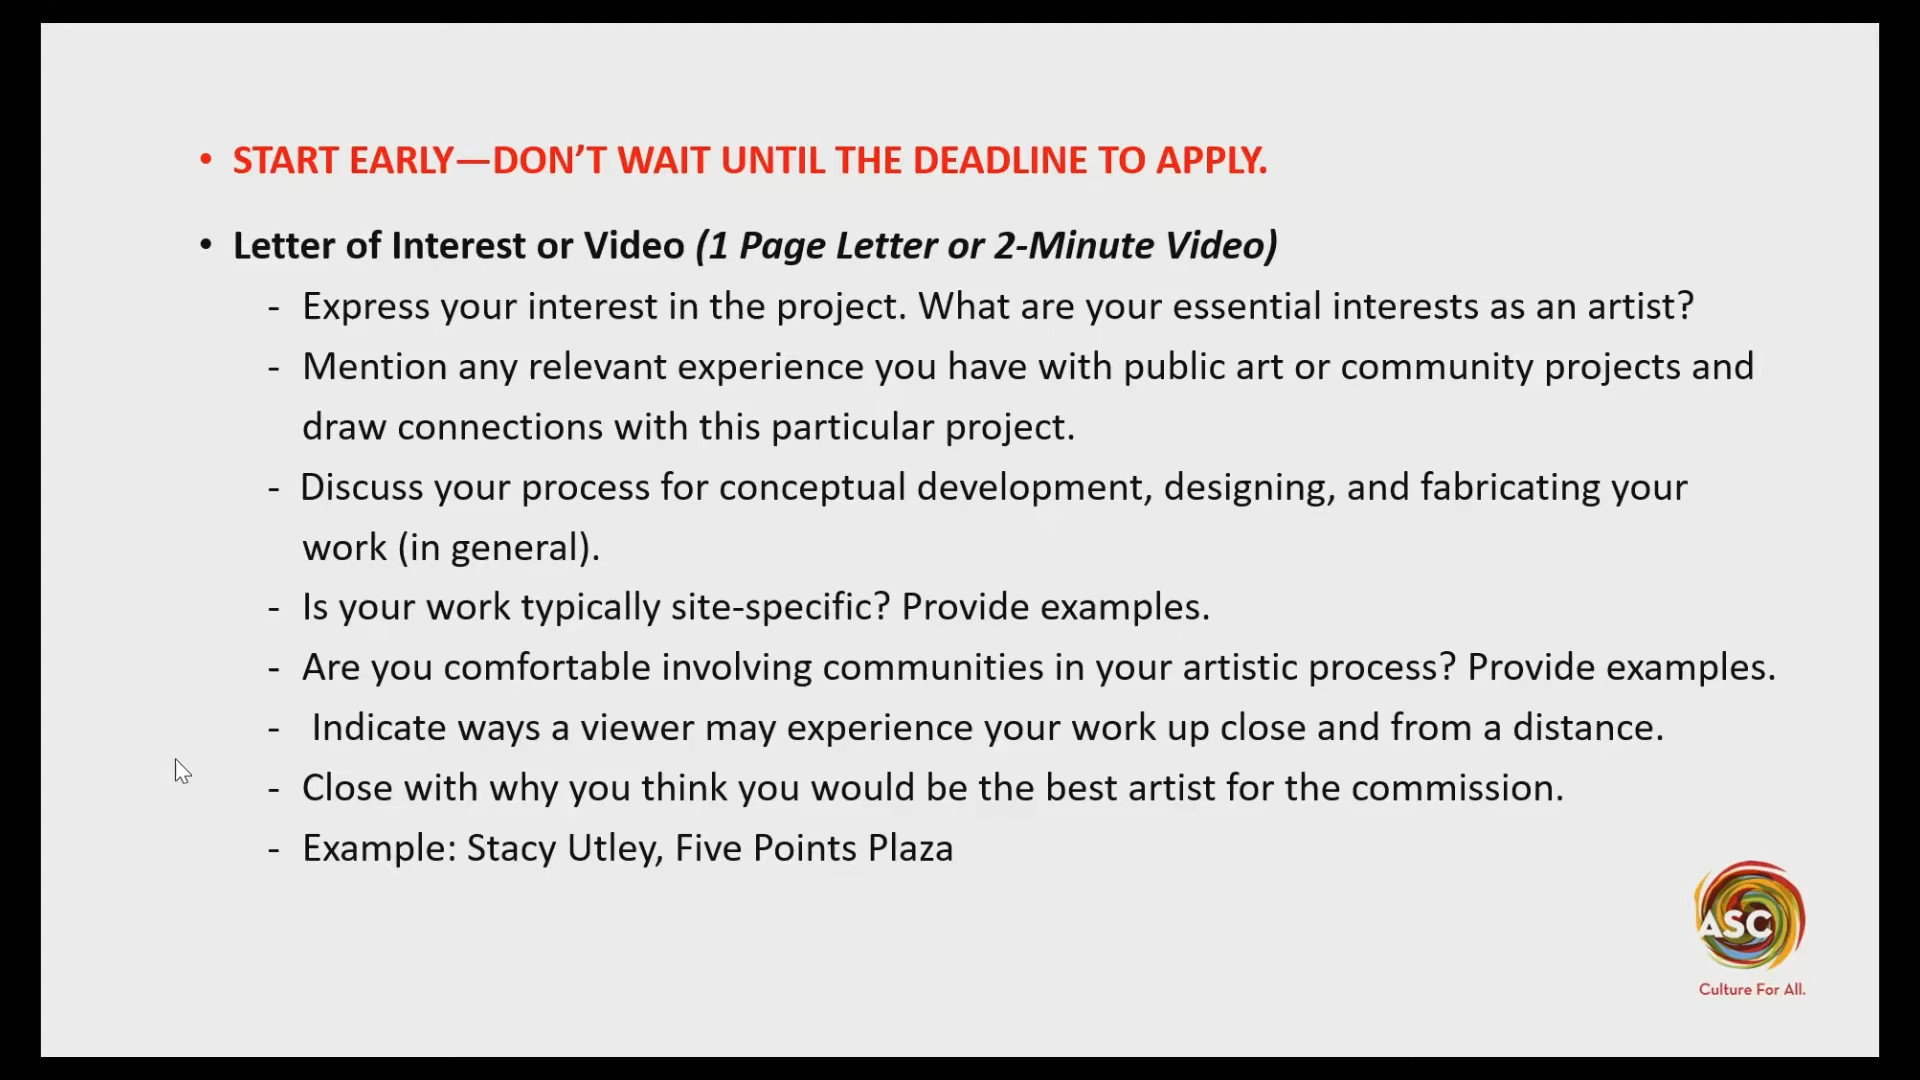 • START EARLY—DON’T WAIT UNTIL THE DEADLINE TO APPLY.
• Letter of Interest or Video (1 Page Letter or 2-Minute Video)
- Express your interest in the project. What are your essential interests as an artist?
- Mention any relevant experience you have with public art or community projects and
draw connections with this particular project.
- Discuss your process for conceptual development, designing, and fabricating your
work (in general).
- Is your work typically site-specific? Provide examples.
- Are you comfortable involving communities in your artistic process? Provide examples.
- Indicate ways a viewer may experience your work up close and from a distance.
- Close with why you think you would be the best artist for the commission.
- Example: Stacy Utley, Five Points Plaza
ASC
Culture For All.